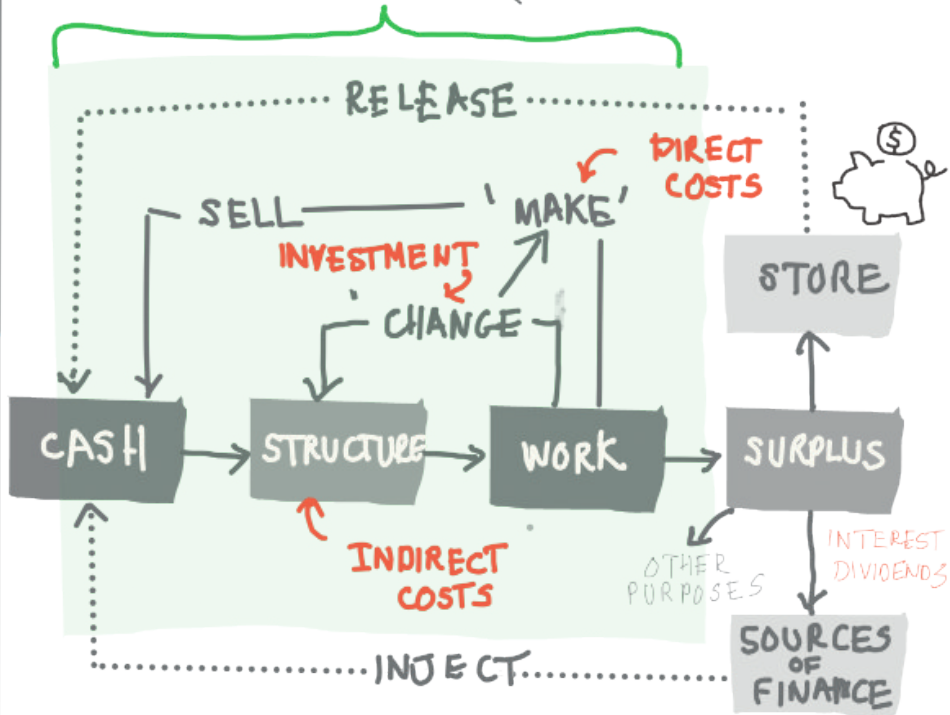 RELEASE
DIRECT
COSTS
$
SELL
'MAKE'
INVESTMENT
STORE
CHANGE
CASH
STRUCTURE
WORK
SURPLUS
INDIRECT
COSTS
OTHER
PURPOSES
INTEREST
DIVIDENDS
INJECT
SOURCES
OF
FINANCE